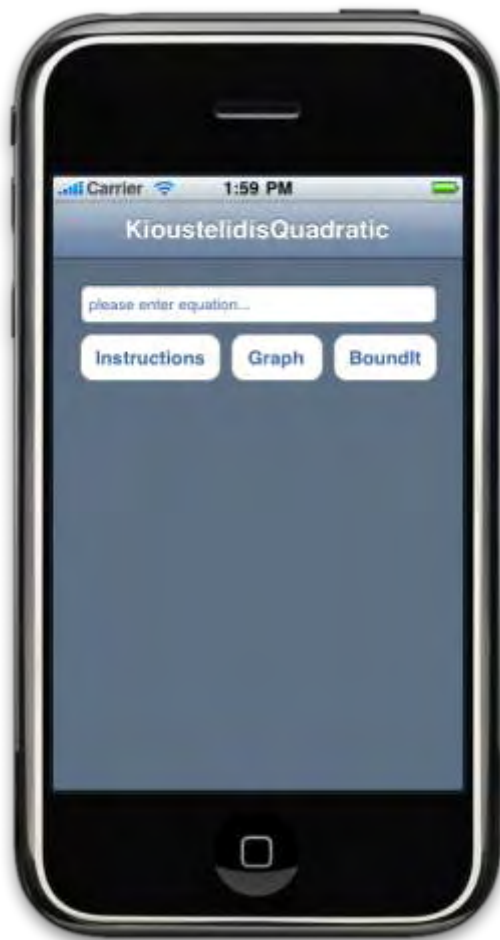 Carrier 1:59 PM
KioustelidisQuadratic
please enter equation...
Instructions Graph BoundIt